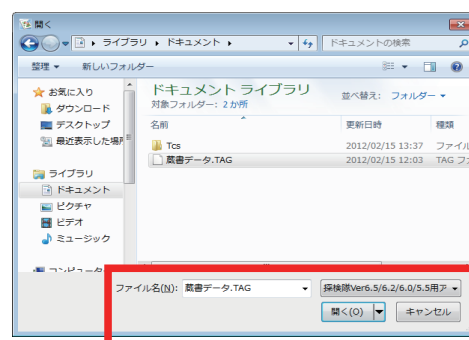 開く
ライブラリ ▸ ドキュメント ▸
ドキュメントの検索
整理 ▼ 新しいフォルダー
お気に入り
ダウンロード
デスクトップ
最近表示した場所
ライブラリ
ドキュメント
ピクチャ
ビデオ
ミュージック
ドキュメント ライブラリ
対象フォルダー: 2 か所
並べ替え: フォルダー ▼
名前 更新日時 種類
Tcs 2012/02/15 13:37 ファイル
蔵書データ.TAG 2012/02/15 12:03 TAG フ
ファイル名(N): 蔵書データ.TAG
探検隊Ver6.5/6.2/6.0/5.5用ア
開く(O) キャンセル